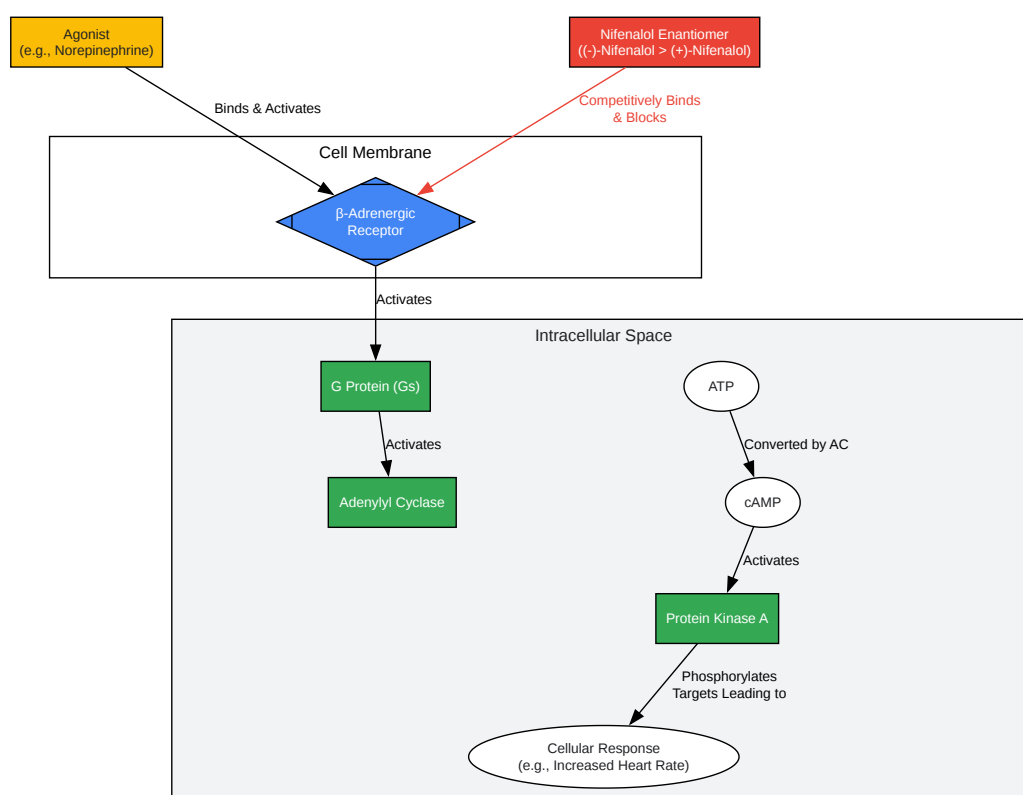 Agonist
(e.g., Norepinephrine)
Nifenalol Enantiomer
((-)-Nifenalol > (+)-Nifenalol)
Binds & Activates
Competitively Binds
& Blocks
Cell Membrane
β-Adrenergic
Receptor
Activates
Intracellular Space
G Protein (Gs)
ATP
Activates
Converted by AC
Adenylyl Cyclase
cAMP
Activates
Protein Kinase A
Phosphorylates
Targets Leading to
Cellular Response
(e.g., Increased Heart Rate)